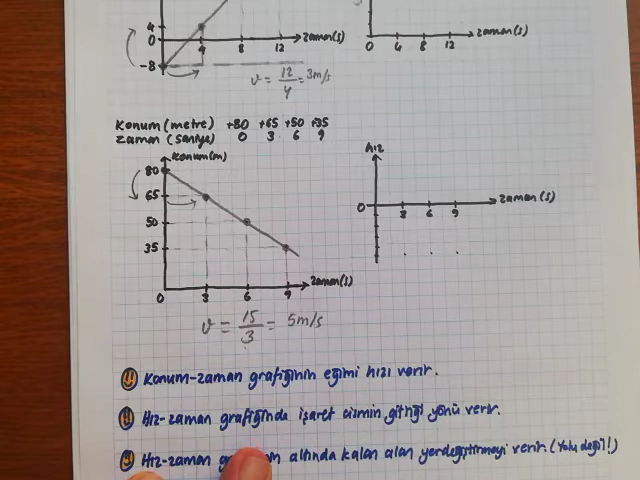 4
0 4 8 12 zaman(s)
-8
v = 12/4 = 3m/s
0 4 8 12 zaman(s)
Konum (metre) +80 +65 +50 +35
Zaman (saniye) 0 3 6 9
Konum(m)
80
65
50
35
0 3 6 9 zaman(s)
v = 15/3 = 5m/s
hız
0 3 6 9 zaman(s)
Konum-zaman grafiğinin eğimi hızı verir.
Hız-zaman grafiğinde işaret cismin gittiği yönü verir.
Hız-zaman altında kalan alan yerdeğiştirmeyi verir. (Yolu değil!)